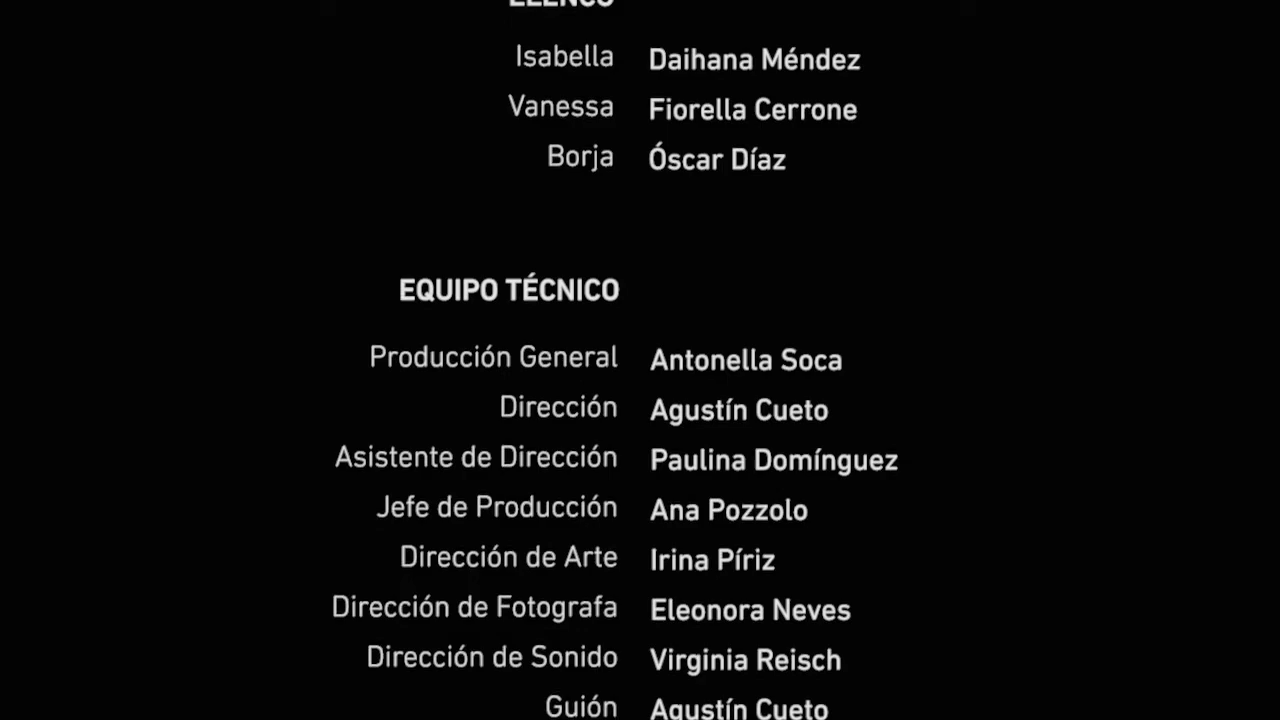 ELENCO
Isabella Daihana Méndez
Vanessa Fiorella Cerrone
Borja Óscar Díaz
EQUIPO TÉCNICO
Producción General Antonella Soca
Dirección Agustín Cueto
Asistente de Dirección Paulina Domínguez
Jefe de Producción Ana Pozzolo
Dirección de Arte Irina Píriz
Dirección de Fotografa Eleonora Neves
Dirección de Sonido Virginia Reisch
Guión Agustín Cueto